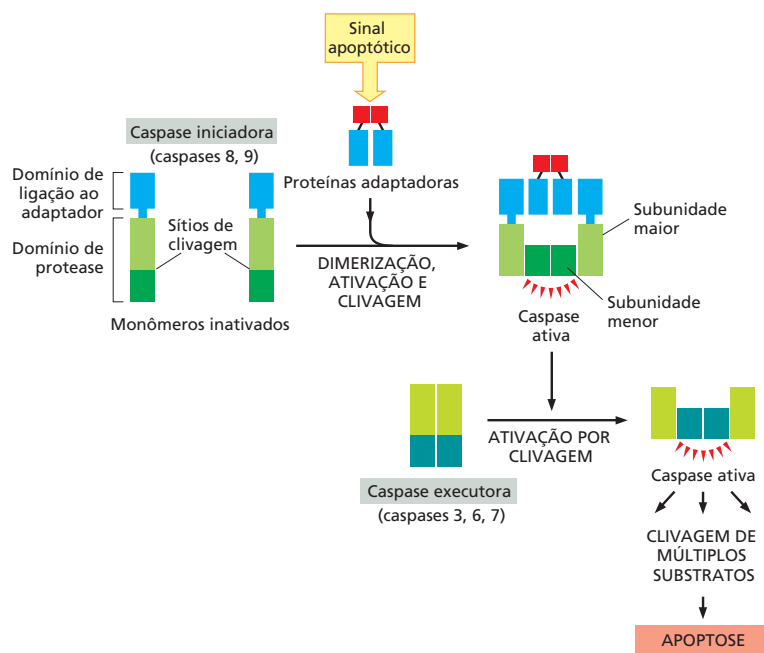 Sinal
apoptótico
Caspase iniciadora
(caspases 8, 9)
Domínio de
ligação ao
adaptador
Domínio de
protease
Sítios de
clivagem
Monômeros inativados
Proteínas adaptadoras
DIMERIZAÇÃO,
ATIVAÇÃO E
CLIVAGEM
Subunidade
maior
Subunidade
menor
Caspase
ativa
Caspase executora
(caspases 3, 6, 7)
ATIVAÇÃO POR
CLIVAGEM
Caspase ativa
CLIVAGEM DE
MÚLTIPLOS
SUBSTRATOS
APOPTOSE